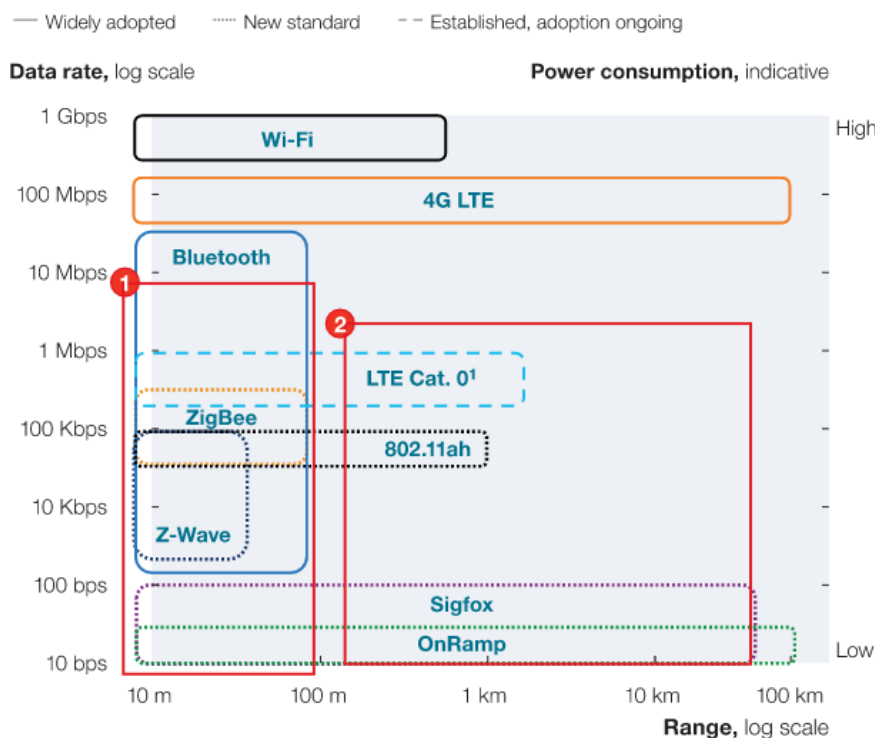 Widely adopted New standard Established, adoption ongoing
Data rate, log scale Power consumption, indicative
1 Gbps High
Wi-Fi
100 Mbps 4G LTE
Bluetooth
10 Mbps
1
2
1 Mbps
LTE Cat. 0¹
ZigBee
100 Kbps
802.11ah
10 Kbps
Z-Wave
100 bps
Sigfox
OnRamp
10 bps Low
10 m 100 m 1 km 10 km 100 km
Range, log scale